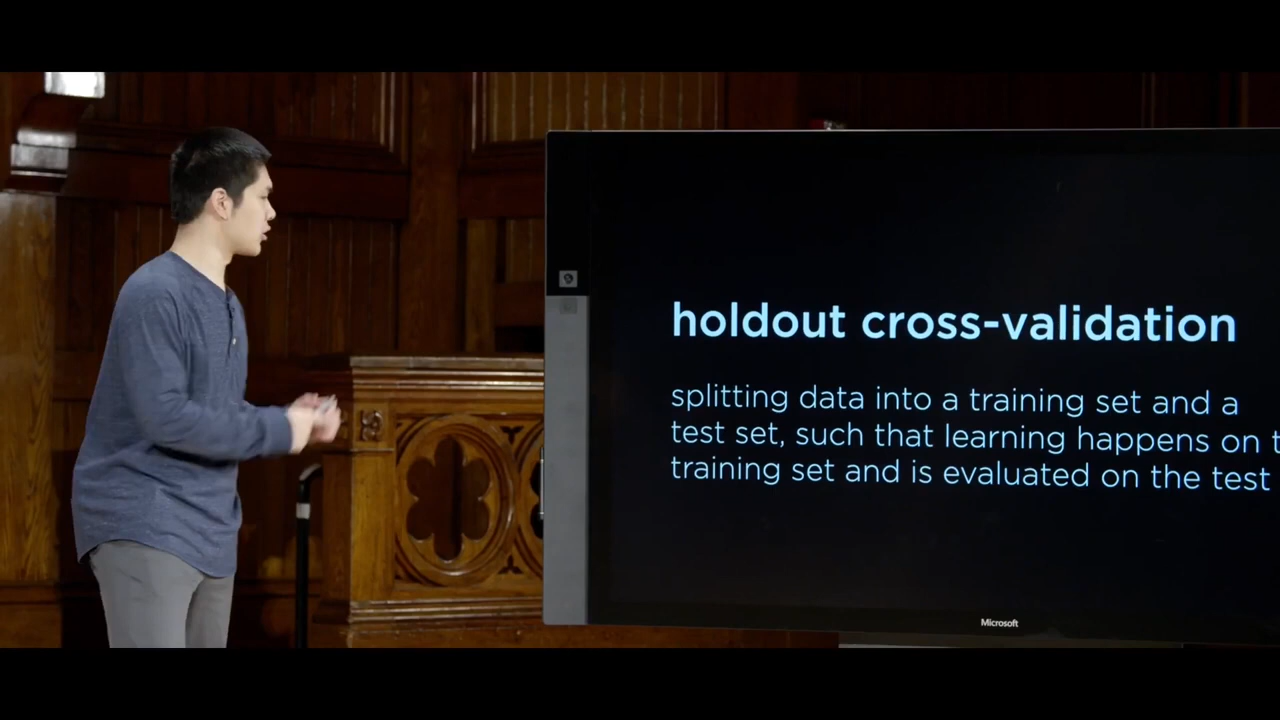 holdout cross-validation
splitting data into a training set and a
test set, such that learning happens on t
training set and is evaluated on the test
Microsoft